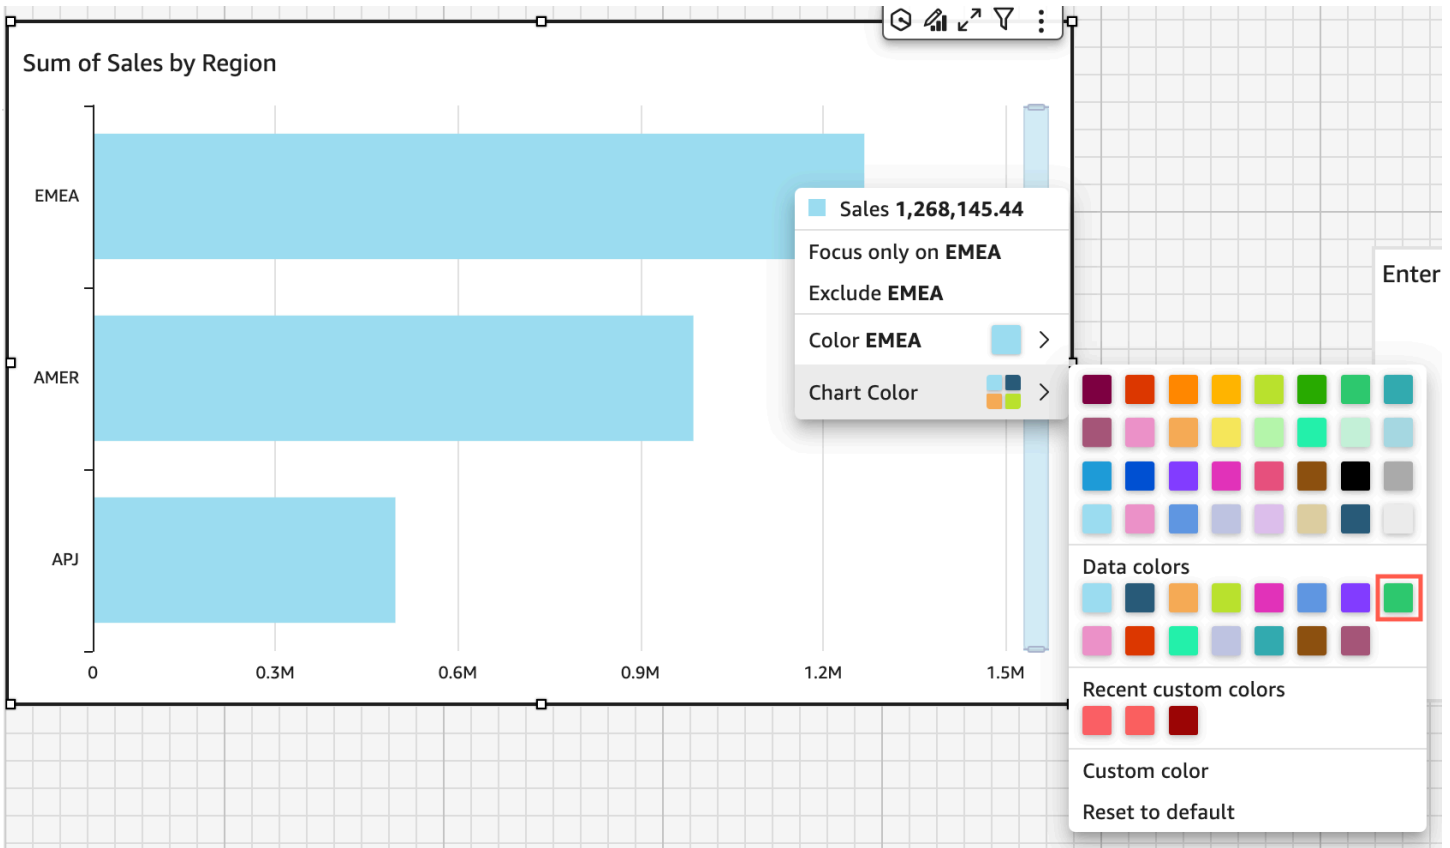 Sum of Sales by Region
EMEA
AMER
APJ
0 0.3M 0.6M 0.9M 1.2M 1.5M
Sales 1,268,145.44
Focus only on EMEA
Exclude EMEA
Color EMEA
Chart Color
Enter
Data colors
Recent custom colors
Custom color
Reset to default